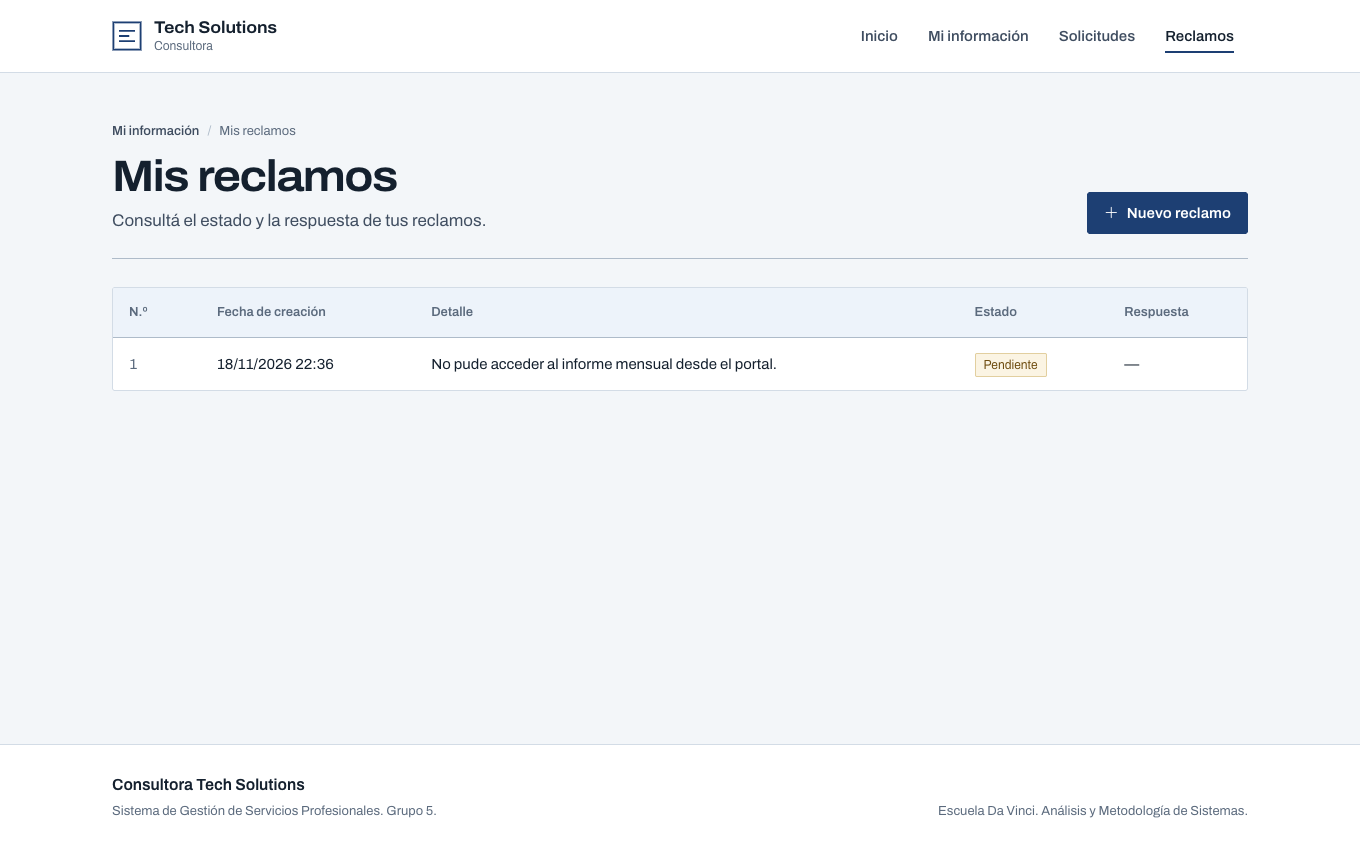 Tech Solutions
Consultora
Inicio Mi información Solicitudes Reclamos
Mi información / Mis reclamos
Mis reclamos
Consultá el estado y la respuesta de tus reclamos.
+ Nuevo reclamo
N.º Fecha de creación Detalle Estado Respuesta
1 18/11/2026 22:36 No pude acceder al informe mensual desde el portal. Pendiente —
Consultora Tech Solutions
Sistema de Gestión de Servicios Profesionales. Grupo 5.
Escuela Da Vinci. Análisis y Metodología de Sistemas.